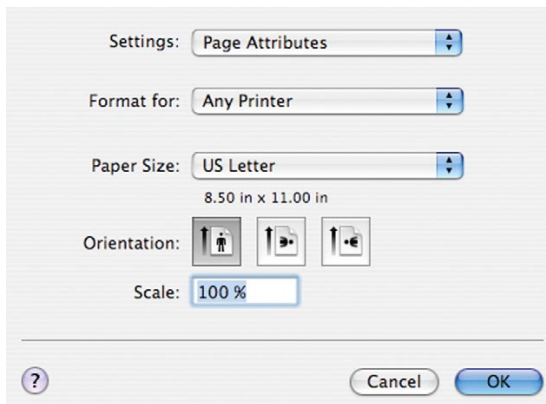 Settings: Page Attributes
Format for: Any Printer
Paper Size: US Letter
8.50 in x 11.00 in
Orientation:
Scale: 100 %
? Cancel OK